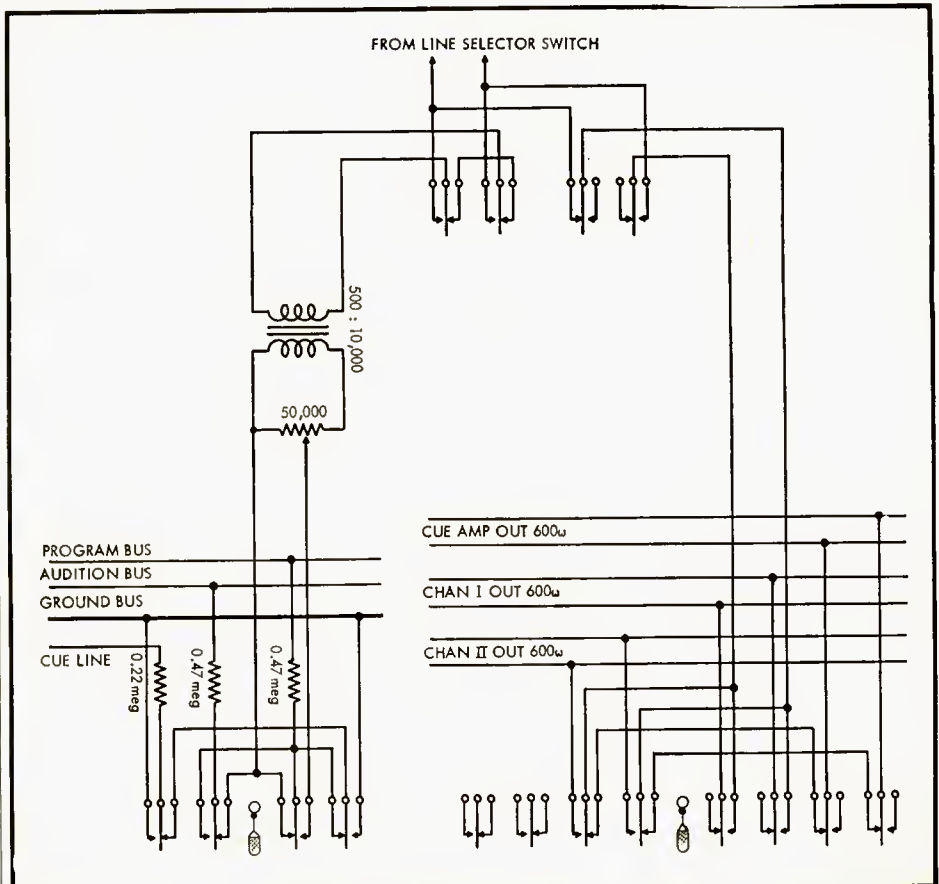 FROM LINE SELECTOR SWITCH
500 : 10,000
50,000
PROGRAM BUS
AUDITION BUS
GROUND BUS
CUE LINE
0.22 meg
0.47 meg
0.47 meg
CUE AMP OUT 600ω
CHAN I OUT 600ω
CHAN II OUT 600ω